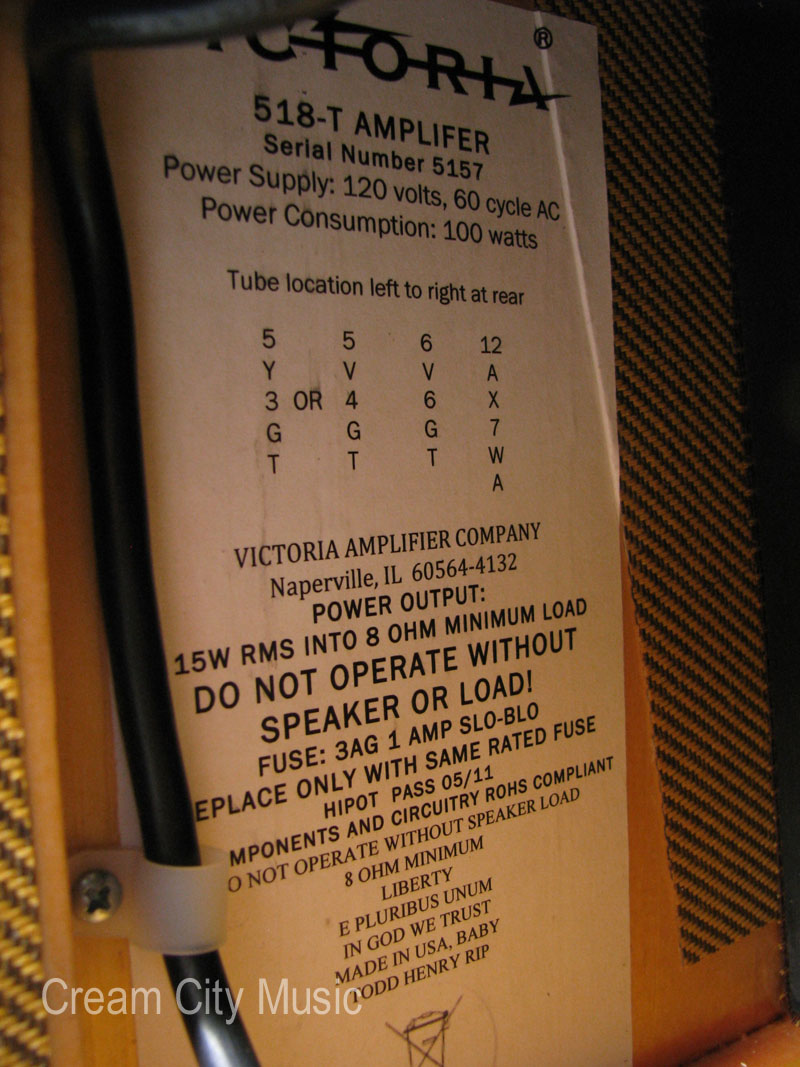 VICTORIA ®
518-T AMPLIFER
Serial Number 5157
Power Supply: 120 volts, 60 cycle AC
Power Consumption: 100 watts
Tube location left to right at rear
5 5 6 12
Y V V A
3 OR 4 6 X
G G G 7
T T T W
A
VICTORIA AMPLIFIER COMPANY
Naperville, IL 60564-4132
POWER OUTPUT:
15W RMS INTO 8 OHM MINIMUM LOAD
DO NOT OPERATE WITHOUT
SPEAKER OR LOAD!
FUSE: 3AG 1 AMP SLO-BLO
EPLACE ONLY WITH SAME RATED FUSE
HIPOT PASS 05/11
MPONENTS AND CIRCUITRY ROHS COMPLIANT
O NOT OPERATE WITHOUT SPEAKER LOAD
8 OHM MINIMUM
LIBERTY
E PLURIBUS UNUM
IN GOD WE TRUST
MADE IN USA, BABY
TODD HENRY RIP
Cream City Music